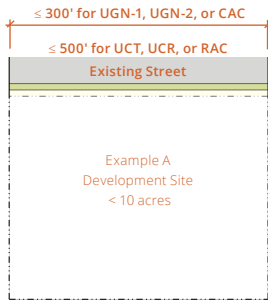 ≤ 300' for UGN-1, UGN-2, or CAC
≤ 500' for UCT, UCR, or RAC
Existing Street
Example A
Development Site
< 10 acres